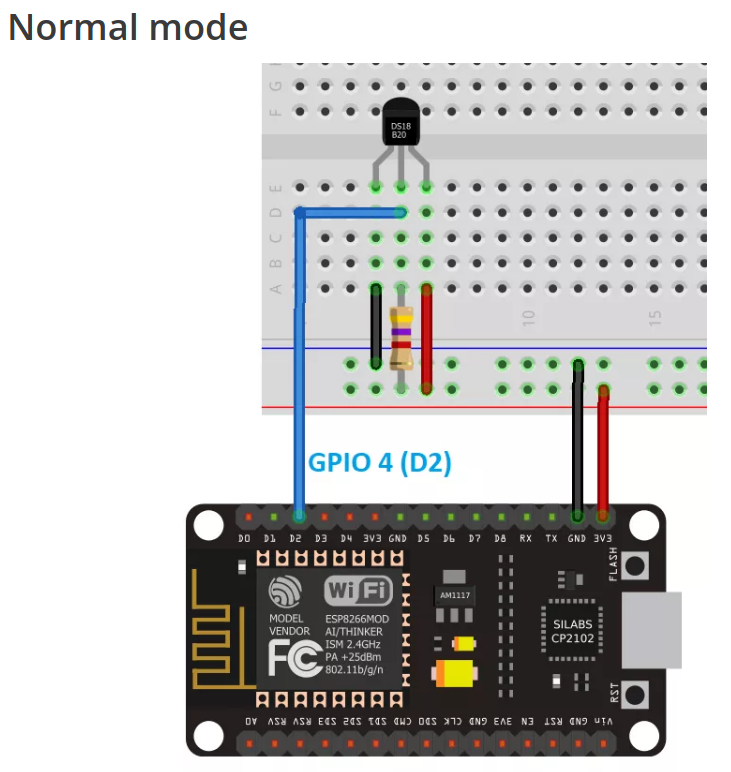 Normal mode
G
F
DS18
B20
E
D
C
B
A
10
15
GPIO 4 (D2)
D0 D1 D2 D3 D4 3V3 GND D5 D6 D7 D8 RX TX GND 3V3
FLASH
WiFi
MODEL
VENDOR
ESP8266MOD
AI/THINKER
ISM 2.4GHz
PA +25dBm
802.11b/g/n
FC
AM1117
SILABS
CP2102
RST
A0 RSV RSV SD3 SD2 SD1 CMD SD0 CLK GND 3V3 EN RST GND Vin